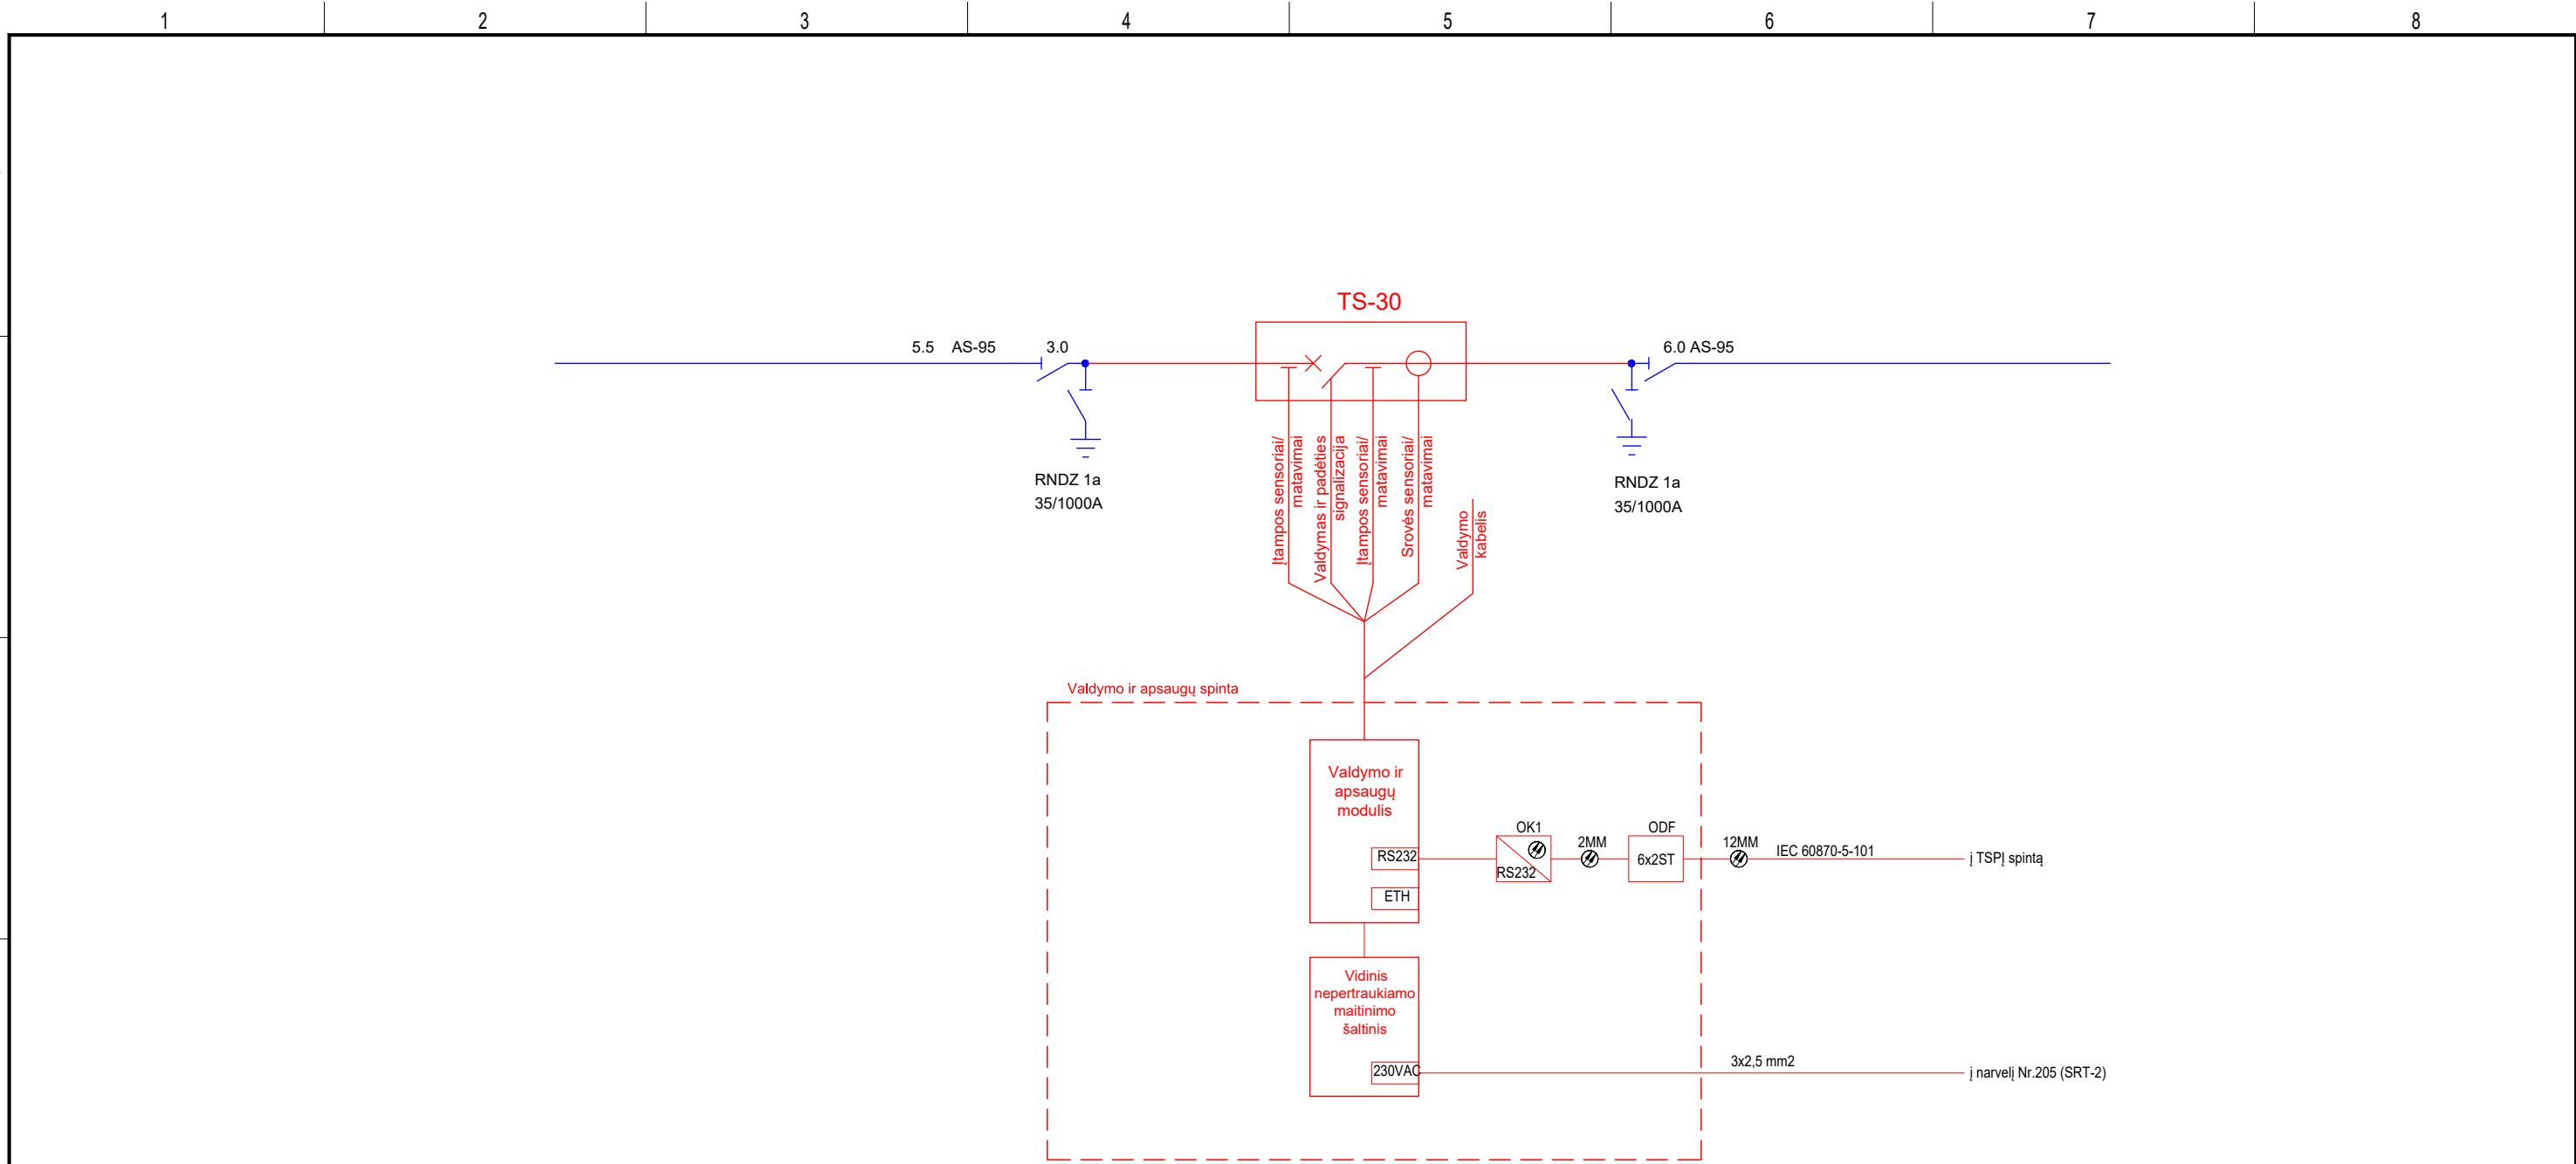 1 2 3 4 5 6 7 8
TS-30
5.5 AS-95 3.0
6.0 AS-95
RNDZ 1a
35/1000A
RNDZ 1a
35/1000A
Įtampos sensoriai/
matavimai
Valdymas ir padėties
signalizacija
Įtampos sensoriai/
matavimai
Srovės sensoriai/
matavimai
Valdymo
kabelis
Valdymo ir apsaugų spinta
Valdymo ir
apsaugų
modulis
RS232
ETH
OK1
RS232
2MM
ODF
6x2ST
12MM
IEC 60870-5-101
į TSPĮ spintą
Vidinis
nepertraukiamo
maitinimo
šaltinis
230VAC
3x2,5 mm2
į narvelį Nr.205 (SRT-2)